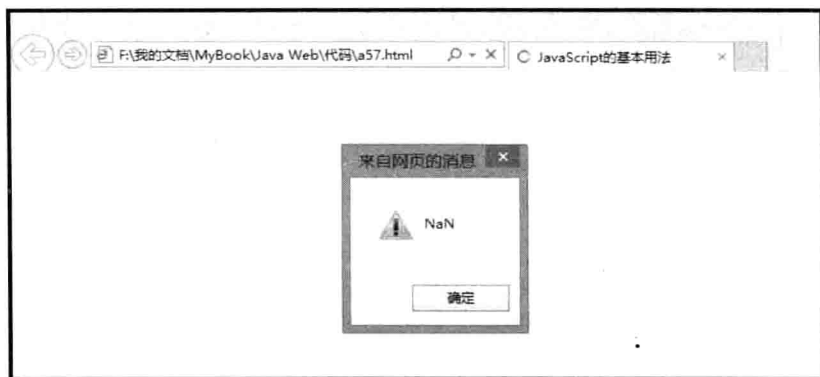 F:\我的文档\MyBook\Java Web\代码\a57.html
JavaScript的基本用法
来自网页的消息
NaN
确定